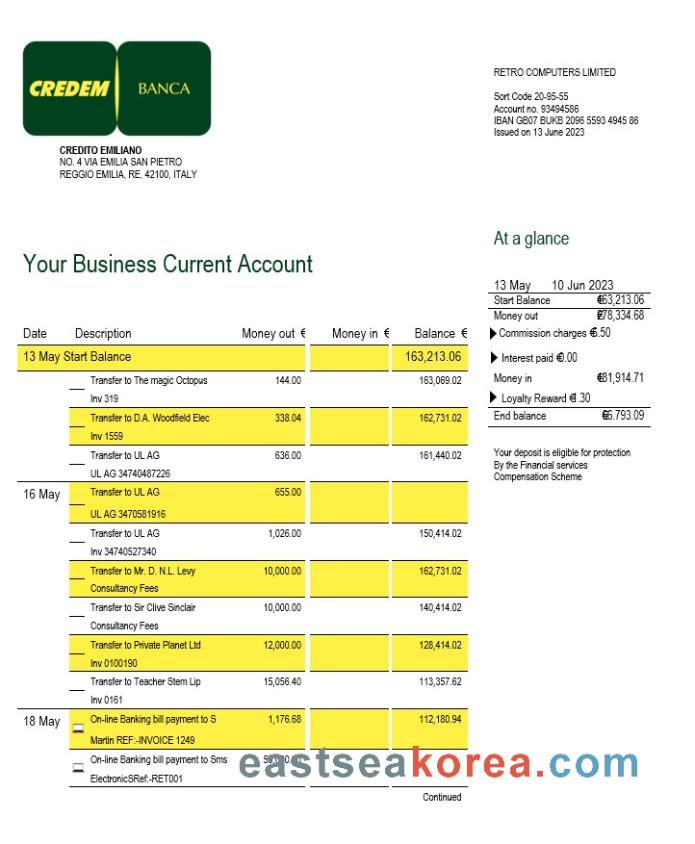 CREDEM BANCA
CREDITO EMILIANO
NO. 4 VIA EMILIA SAN PIETRO
REGGIO EMILIA, RE, 42100, ITALY
RETRO COMPUTERS LIMITED
Sort Code 20-95-55
Account no. 93494586
IBAN GB07 BUKB 2096 5593 4945 86
Issued on 13 June 2023
Your Business Current Account
At a glance
13 May 10 Jun 2023
Start Balance €63,213.06
Money out €78,334.68
Commission charges €6.50
Interest paid €0.00
Money in €81,914.71
Loyalty Reward €1.30
End balance €6.793.09
Your deposit is eligible for protection
By the Financial services
Compensation Scheme
Date Description Money out € Money in € Balance €
13 May Start Balance 163,213.06
Transfer to The magic Octopus 144.00 163,069.02
Inv 319
Transfer to D.A. Woodfield Elec 338.04 162,731.02
Inv 1559
Transfer to UL AG 636.00 161,440.02
UL AG 34740487226
16 May Transfer to UL AG 655.00
UL AG 3470581916
Transfer to UL AG 1,026.00 150,414.02
Inv 34740527340
Transfer to Mr. D. N.L. Levy 10,000.00 162,731.02
Consultancy Fees
Transfer to Sir Clive Sinclair 10,000.00 140,414.02
Consultancy Fees
Transfer to Private Planet Ltd 12,000.00 128,414.02
Inv 0100190
Transfer to Teacher Stem Lip 15,056.40 113,357.62
Inv 0161
18 May On-line Banking bill payment to S 1,176.68 112,180.94
Martin REF:-INVOICE 1249
On-line Banking bill payment to Sms
ElectronicSRef:-RET001
eastseakorea.com
Continued